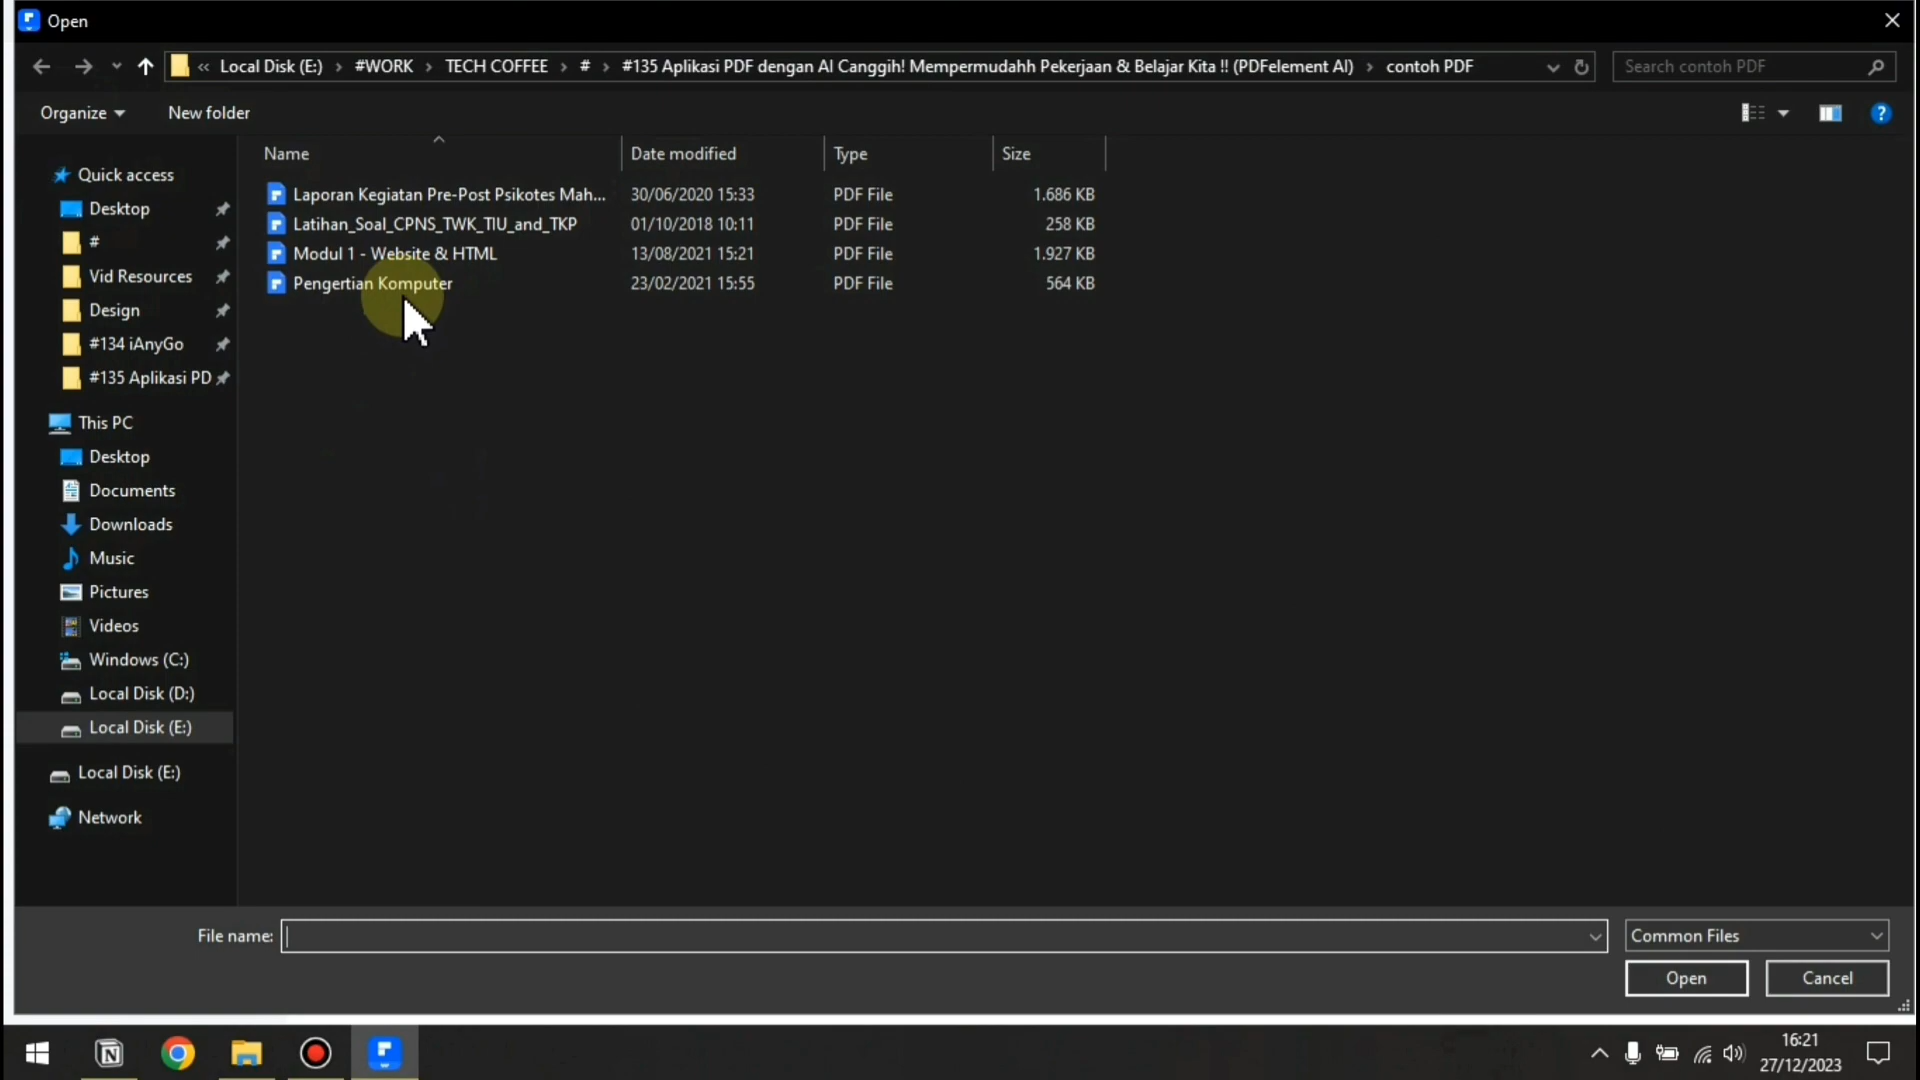 Open
« Local Disk (E:) › #WORK › TECH COFFEE › # › #135 Aplikasi PDF dengan AI Canggih! Mempermudahh Pekerjaan & Belajar Kita !! (PDFelement AI) › contoh PDF
Search contoh PDF
Organize
New folder
Name Date modified Type Size
Laporan Kegiatan Pre-Post Psikotes Mah... 30/06/2020 15:33 PDF File 1.686 KB
Latihan_Soal_CPNS_TWK_TIU_and_TKP 01/10/2018 10:11 PDF File 258 KB
Modul 1 - Website & HTML 13/08/2021 15:21 PDF File 1.927 KB
Pengertian Komputer 23/02/2021 15:55 PDF File 564 KB
Quick access
Desktop
#
Vid Resources
Design
#134 iAnyGo
#135 Aplikasi PD
This PC
Desktop
Documents
Downloads
Music
Pictures
Videos
Windows (C:)
Local Disk (D:)
Local Disk (E:)
Local Disk (E:)
Network
File name:
Common Files
Open
Cancel
16:21
27/12/2023